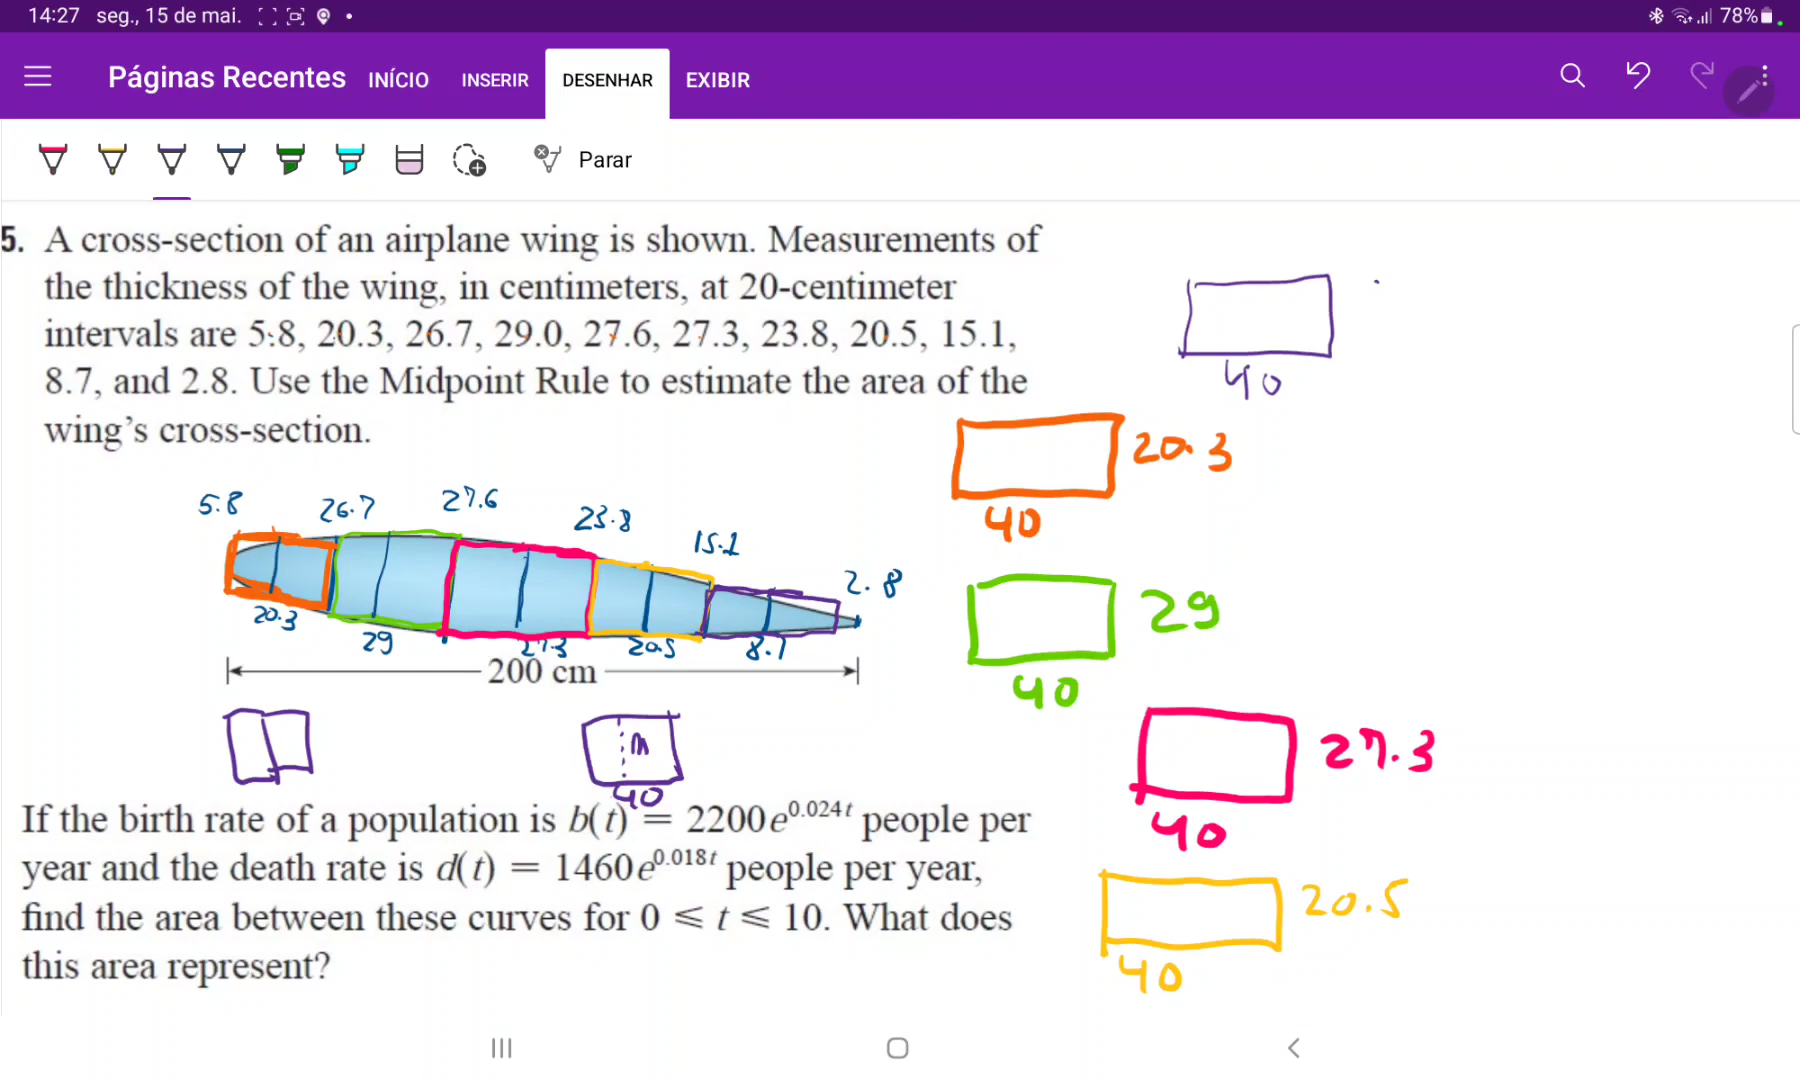 14:27 seg., 15 de mai.
78%
Páginas Recentes INÍCIO INSERIR DESENHAR EXIBIR
Parar
5. A cross-section of an airplane wing is shown. Measurements of
the thickness of the wing, in centimeters, at 20-centimeter
intervals are 5.8, 20.3, 26.7, 29.0, 27.6, 27.3, 23.8, 20.5, 15.1,
8.7, and 2.8. Use the Midpoint Rule to estimate the area of the
wing's cross-section.
40
20.3
40
5.8 26.7 27.6 23.8 15.1 2.8
20.3 29 27.3 20.5 8.7
200 cm
29
40
m
40
27.3
40
If the birth rate of a population is b(t) = 2200e^0.024t people per
year and the death rate is d(t) = 1460e^0.018t people per year,
find the area between these curves for 0 ⩽ t ⩽ 10. What does
this area represent?
20.5
40